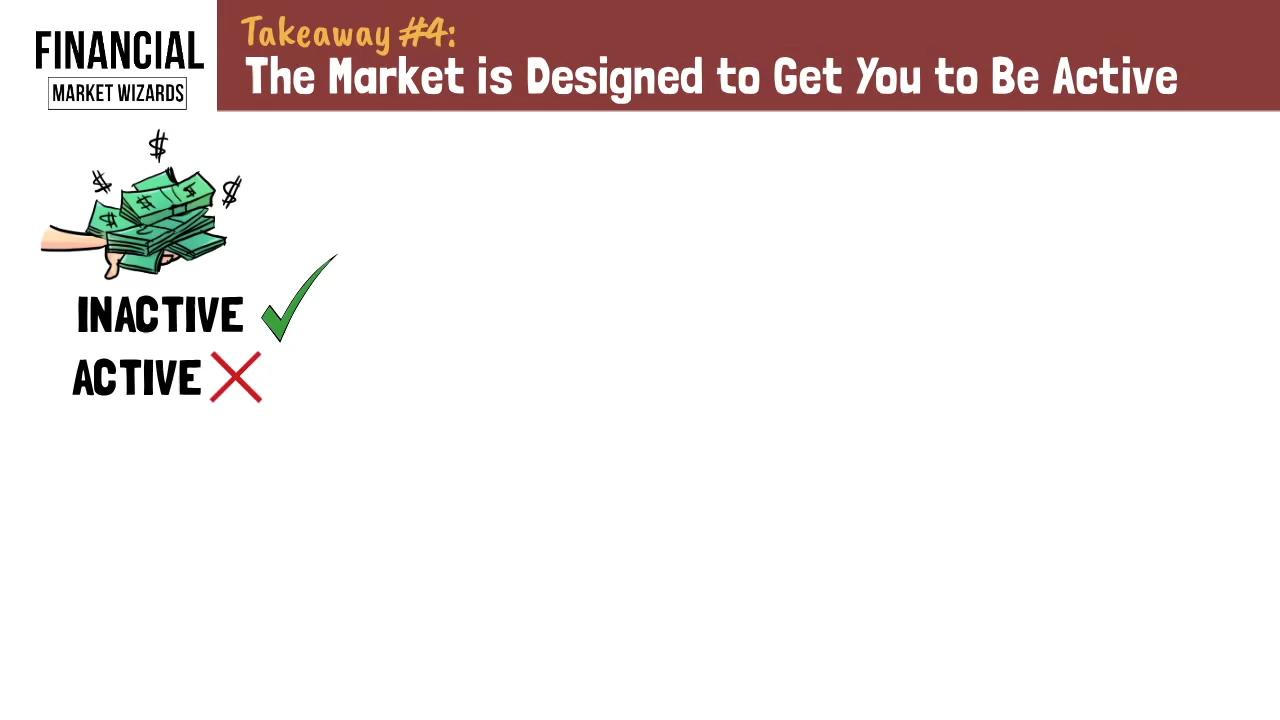 FINANCIAL
MARKET WIZARDS
Takeaway #4:
The Market is Designed to Get You to Be Active
$
$
$
$
$
$
INACTIVE
ACTIVE